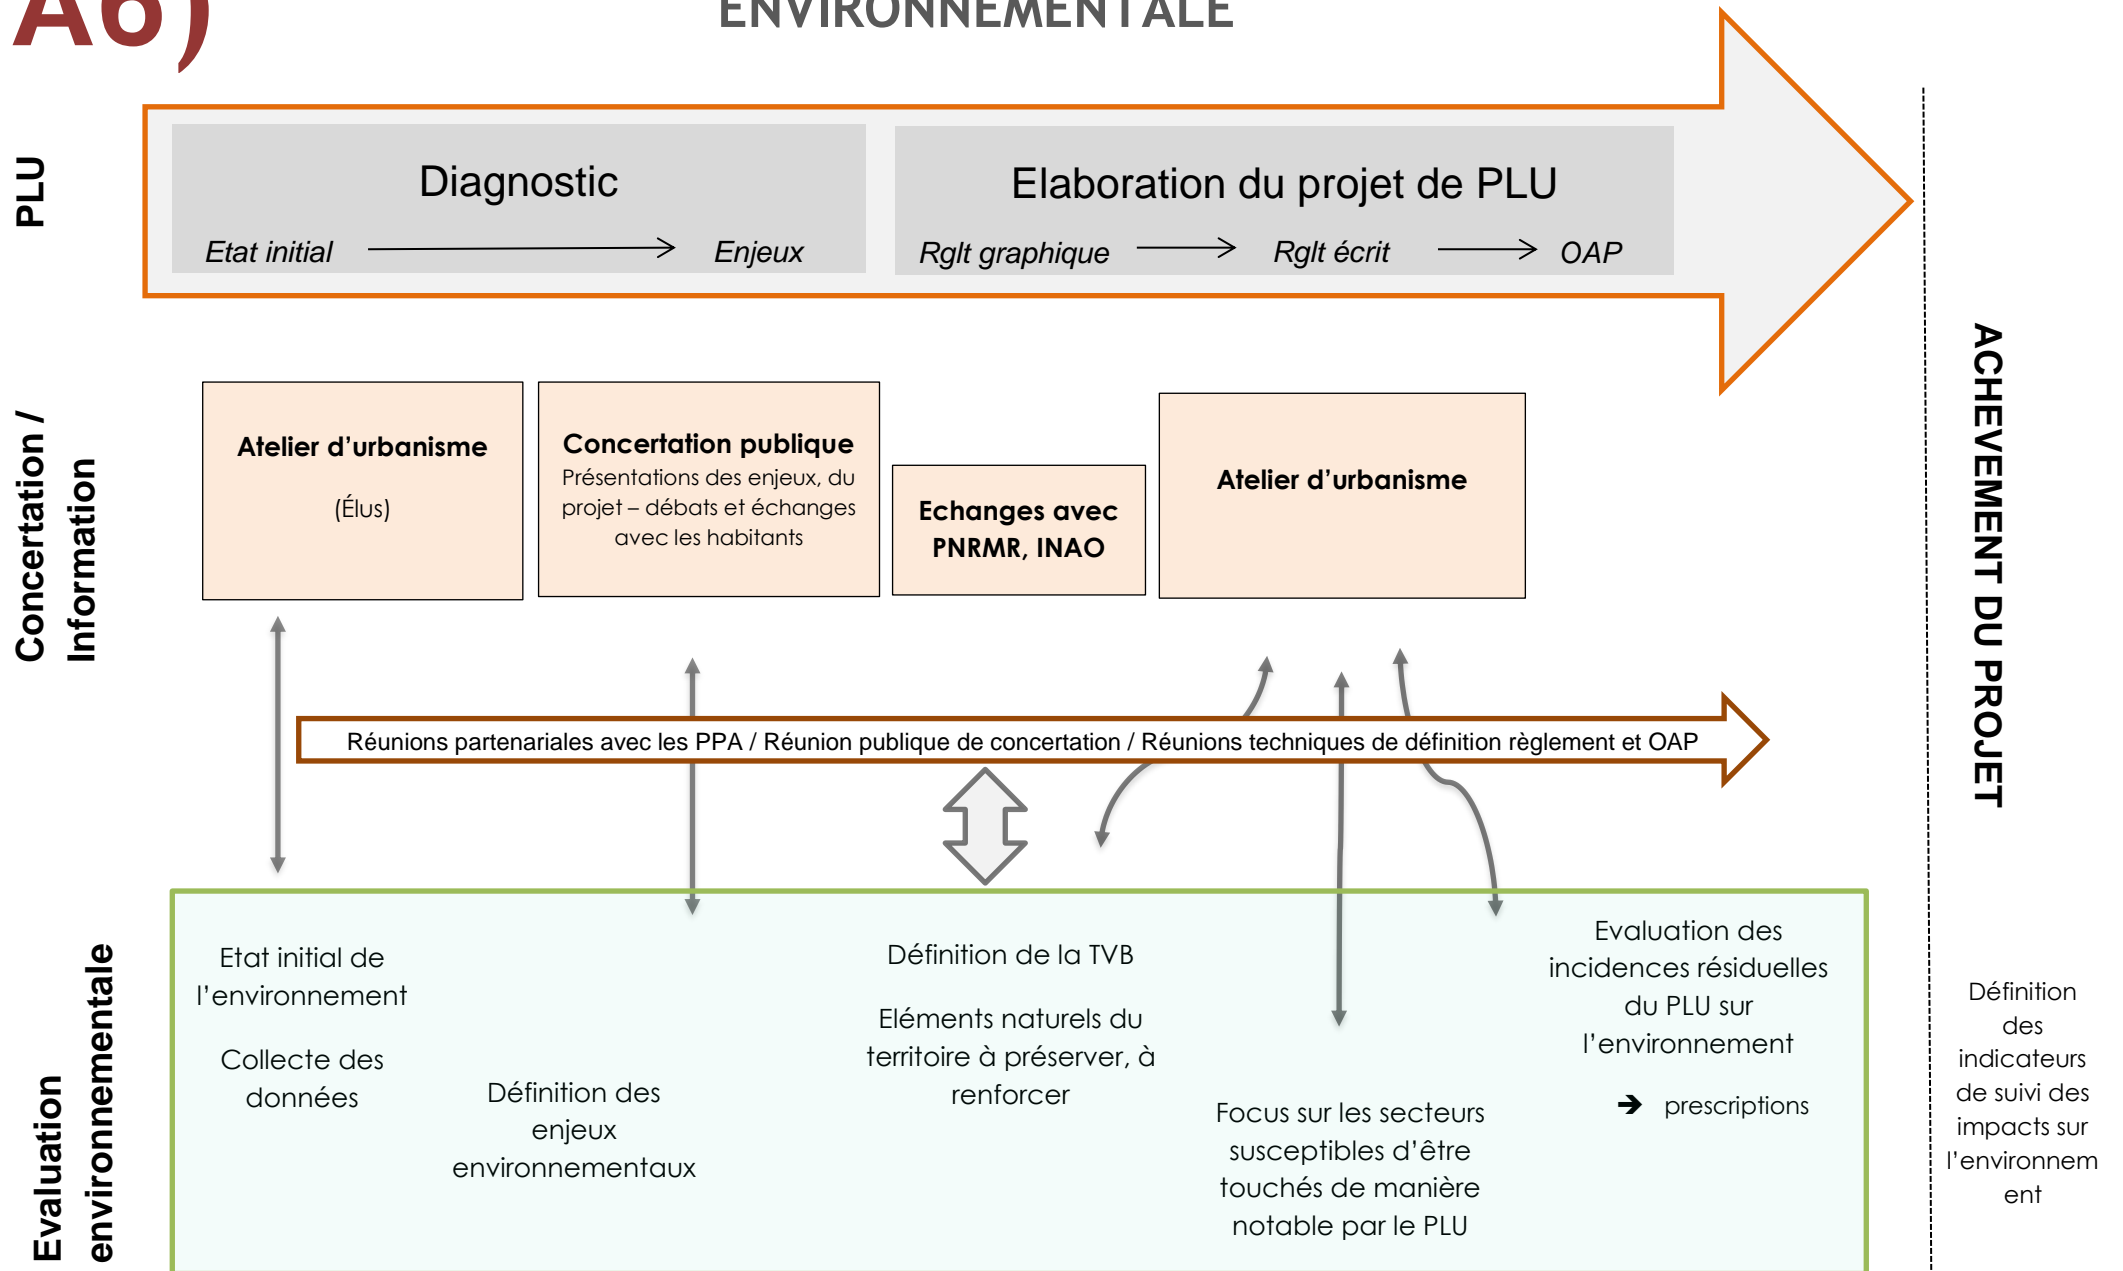 A6)
ENVIRONNEMENTALE
PLU
Diagnostic
Etat initial
Enjeux
Elaboration du projet de PLU
Rglt graphique
Rglt écrit
OAP
Concertation /
Information
Atelier d’urbanisme
(Élus)
Concertation publique
Présentations des enjeux, du
projet – débats et échanges
avec les habitants
Echanges avec
PNRMR, INAO
Atelier d’urbanisme
ACHEVEMENT DU PROJET
Réunions partenariales avec les PPA / Réunion publique de concertation / Réunions techniques de définition règlement et OAP
Evaluation
environnementale
Etat initial de
l’environnement
Collecte des
données
Définition des
enjeux
environnementaux
Définition de la TVB
Eléments naturels du
territoire à préserver, à
renforcer
Focus sur les secteurs
susceptibles d’être
touchés de manière
notable par le PLU
Evaluation des
incidences résiduelles
du PLU sur
l’environnement
➔ prescriptions
Définition
des
indicateurs
de suivi des
impacts sur
l’environnem
ent